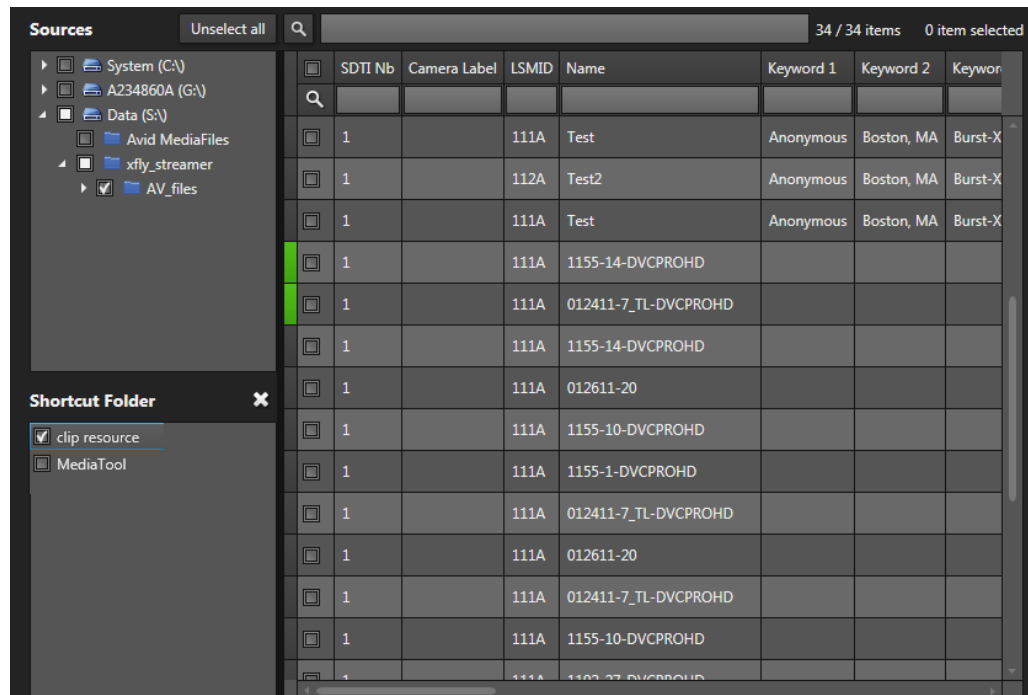 Sources Unselect all 34 / 34 items 0 item selected
System (C:\)
A234860A (G:\)
Data (S:\)
Avid MediaFiles
xfly_streamer
AV_files
Shortcut Folder
clip resource
MediaTool
SDTI Nb Camera Label LSMID Name Keyword 1 Keyword 2 Keywor
1 111A Test Anonymous Boston, MA Burst-X
1 112A Test2 Anonymous Boston, MA Burst-X
1 111A Test Anonymous Boston, MA Burst-X
1 111A 1155-14-DVCPROHD
1 111A 012411-7_TL-DVCPROHD
1 111A 1155-14-DVCPROHD
1 111A 012611-20
1 111A 1155-10-DVCPROHD
1 111A 1155-1-DVCPROHD
1 111A 012411-7_TL-DVCPROHD
1 111A 012611-20
1 111A 012411-7_TL-DVCPROHD
1 111A 1155-10-DVCPROHD
1 111A